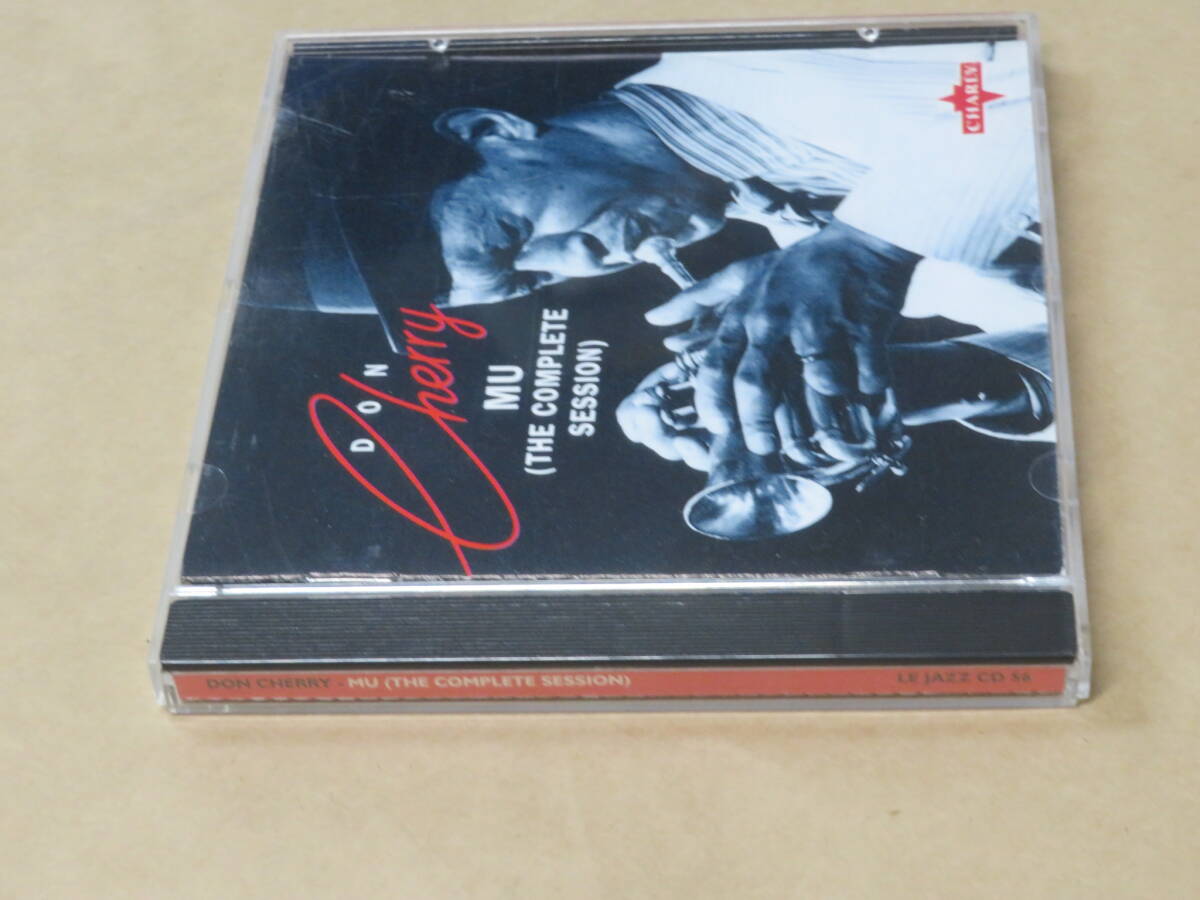 DON
Cherry
MU
(THE COMPLETE
SESSION)
CHARLY
DON CHERRY - MU (THE COMPLETE SESSION)
LE JAZZ CD 56